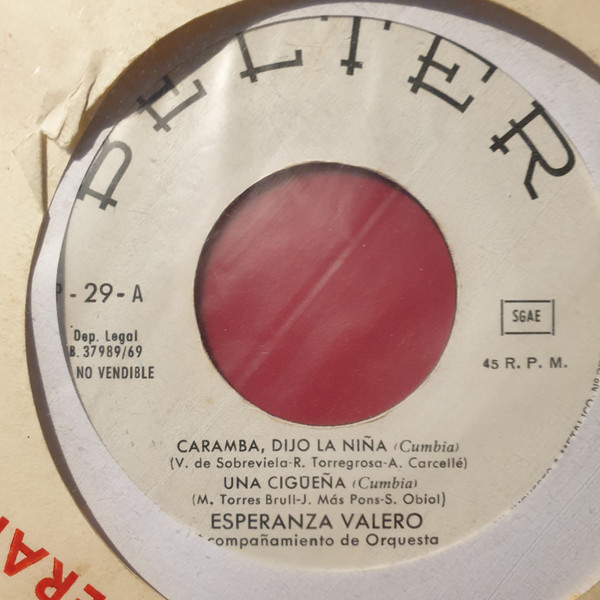 BELTER
P-29-A
Dep. Legal
B. 37989/69
NO VENDIBLE
SGAE
45 R. P. M.
CARAMBA, DIJO LA NIÑA (Cumbia)
(V. de Sobreviela-R. Torregrosa-A. Carcellé)
UNA CIGÜEÑA (Cumbia)
(M. Torres Brull-J. Más Pons-S. Obiol)
ESPERANZA VALERO
Acompañamiento de Orquesta